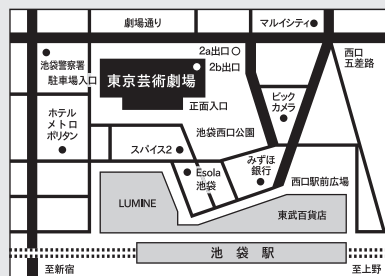 劇場通り
マルイシティ
2a出口
西口
五差路
池袋警察署
2b出口
駐車場入口
東京芸術劇場
正面入口
ビック
カメラ
ホテル
メトロ
ポリタン
池袋西口公園
スパイス2
みずほ
銀行
Esola
池袋
西口駅前広場
LUMINE
東武百貨店
池袋駅
至新宿
至上野